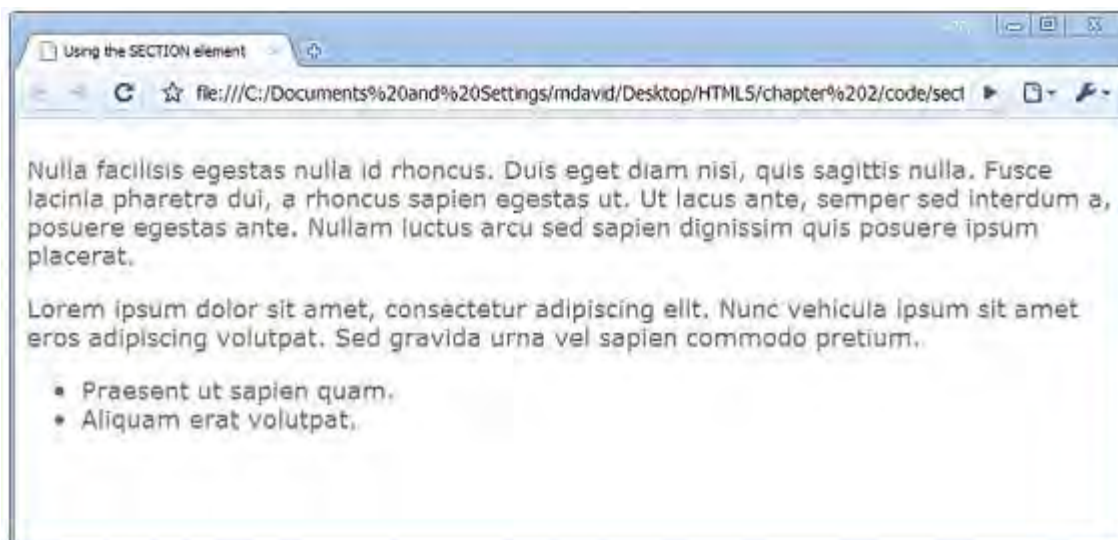 Using the SECTION element
file:///C:/Documents%20and%20Settings/mdavid/Desktop/HTML5/chapter%202/code/sect
Nulla facilisis egestas nulla id rhoncus. Duis eget diam nisi, quis sagittis nulla. Fusce
lacinia pharetra dui, a rhoncus sapien egestas ut. Ut lacus ante, semper sed interdum a,
posuere egestas ante. Nullam luctus arcu sed sapien dignissim quis posuere ipsum
placerat.
Lorem ipsum dolor sit amet, consectetur adipiscing elit. Nunc vehicula ipsum sit amet
eros adipiscing volutpat. Sed gravida urna vel sapien commodo pretium.
• Praesent ut sapien quam.
• Aliquam erat volutpat.